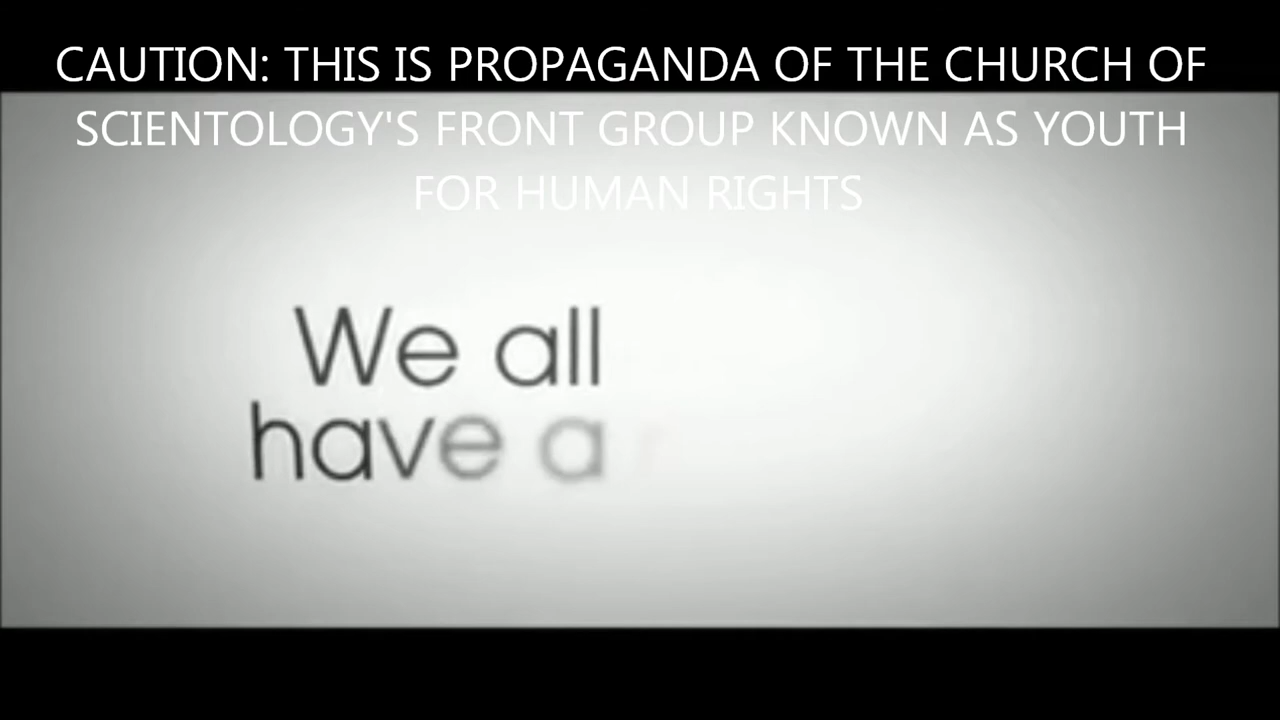 CAUTION: THIS IS PROPAGANDA OF THE CHURCH OF
SCIENTOLOGY'S FRONT GROUP KNOWN AS YOUTH
FOR HUMAN RIGHTS
We all
have a